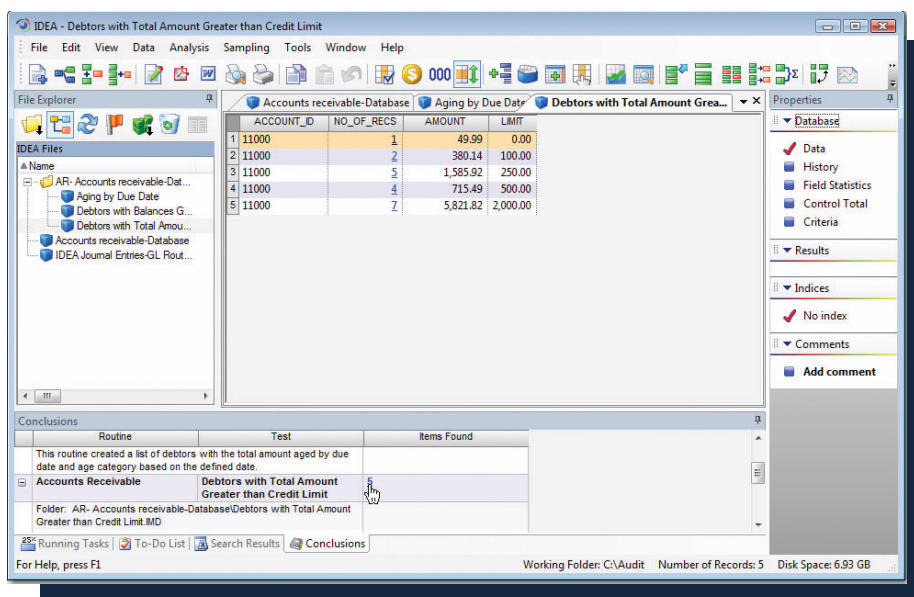 IDEA - Debtors with Total Amount Greater than Credit Limit
File Edit View Data Analysis Sampling Tools Window Help
000
File Explorer
IDEA Files
Name
AR- Accounts receivable-Dat...
Aging by Due Date
Debtors with Balances G...
Debtors with Total Amou...
Accounts receivable-Database
IDEA Journal Entries-GL Rout...
Accounts receivable-Database Aging by Due Date Debtors with Total Amount Grea...
ACCOUNT_ID NO_OF_RECS AMOUNT LIMIT
1 11000 1 49.99 0.00
2 11000 2 380.14 100.00
3 11000 5 1,585.92 250.00
4 11000 4 715.49 500.00
5 11000 7 5,821.82 2,000.00
Properties
Database
Data
History
Field Statistics
Control Total
Criteria
Results
Indices
No index
Comments
Add comment
Conclusions
Routine Test Items Found
This routine created a list of debtors with the total amount aged by due
date and age category based on the defined date.
Accounts Receivable Debtors with Total Amount 5
Greater than Credit Limit
Folder: AR- Accounts receivable-Database\Debtors with Total Amount
Greater than Credit Limit.IMD
Running Tasks To-Do List Search Results Conclusions
For Help, press F1 Working Folder: C:\Audit Number of Records: 5 Disk Space: 6.93 GB